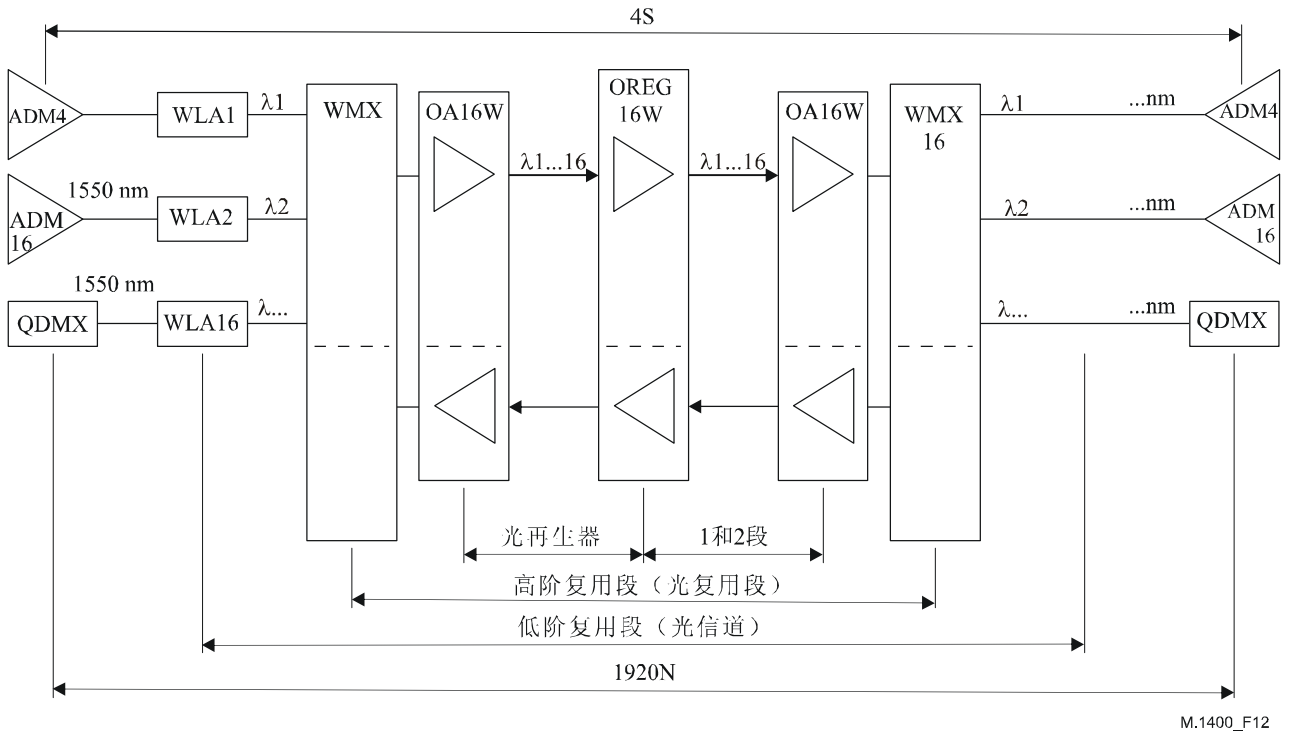 4S
ADM4
WLA1
λ1
WMX
OA16W
OREG
16W
OA16W
WMX
16
λ1
...nm
ADM4
λ1...16
λ1...16
1550 nm
ADM
16
WLA2
λ2
λ2
...nm
ADM
16
1550 nm
QDMX
WLA16
λ...
λ...
...nm
QDMX
光再生器
1和2段
高阶复用段（光复用段）
低阶复用段（光信道）
1920N
M.1400_F12